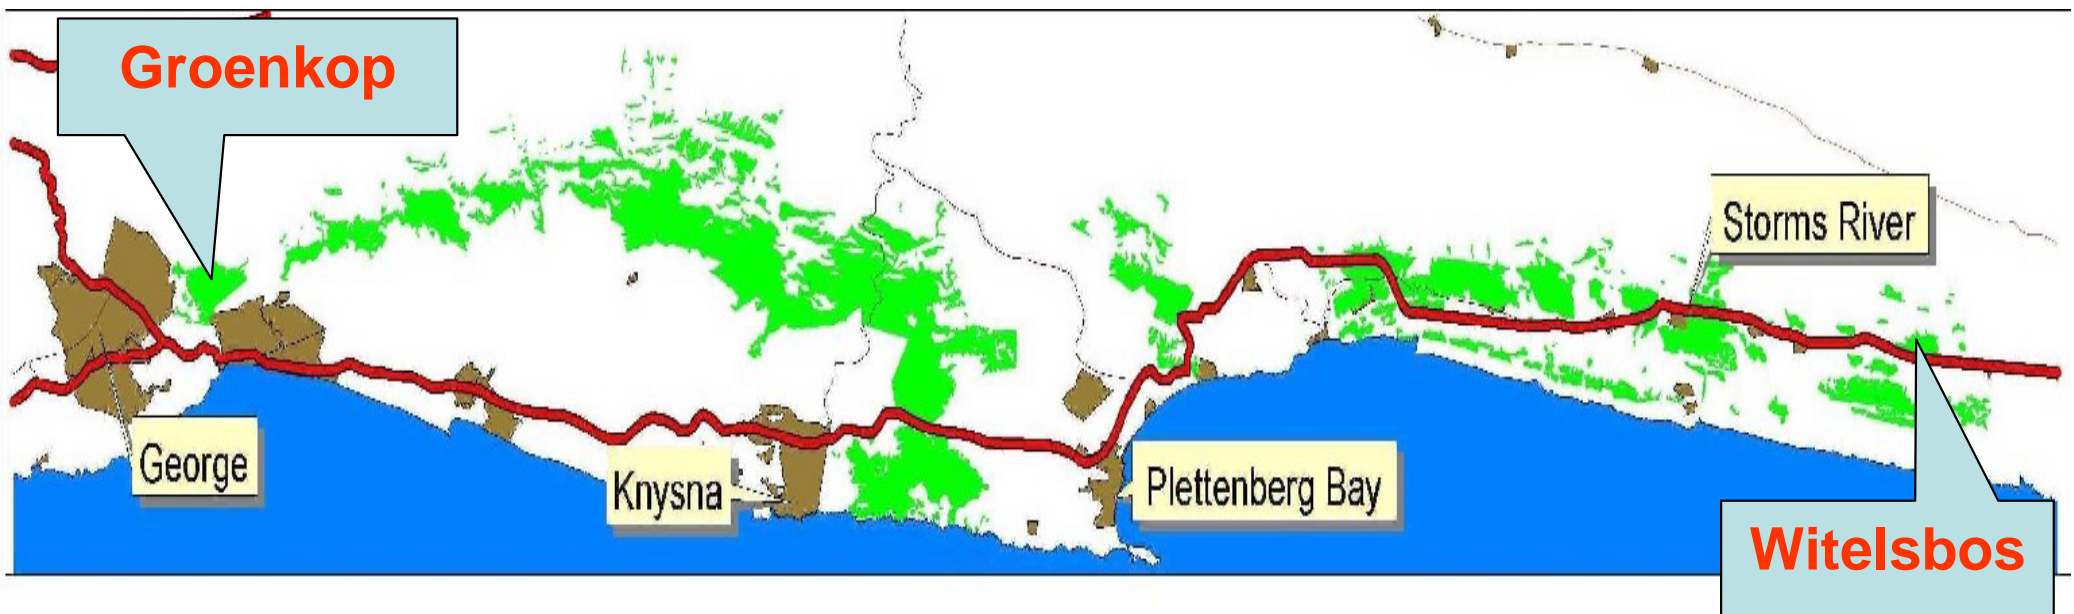 Groenkop
Storms River
George
Knysna
Plettenberg Bay
Witelsbos